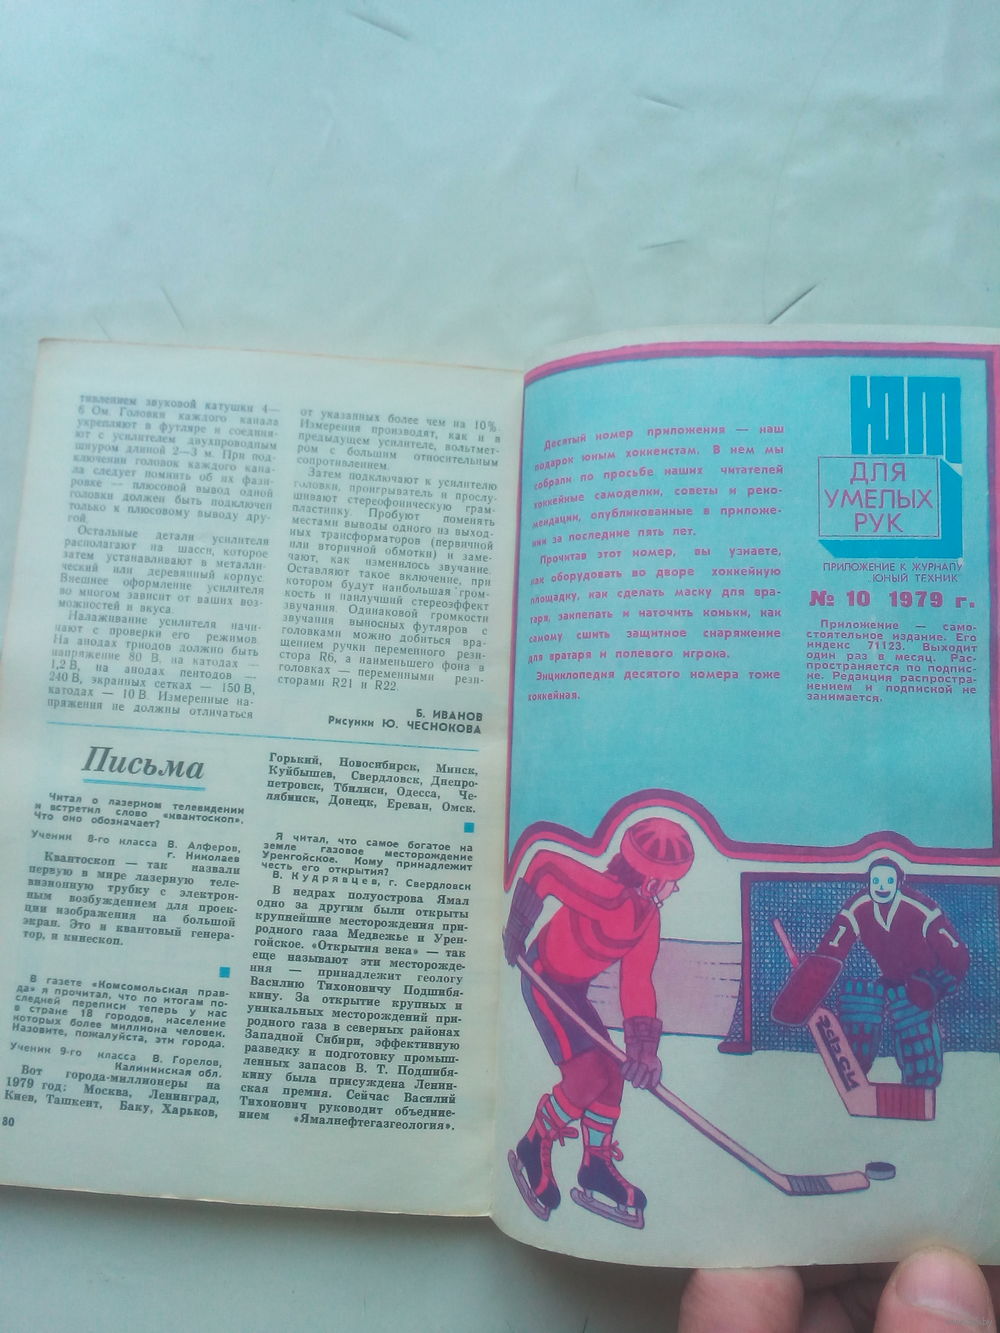 тивлением звуковой катушки 4—
6 Ом. Головки каждого канала
укрепляют в футляре и соединя-
ют с усилителем двухпроводным
шнуром длиной 2—3 м. При под-
ключении головок каждого кана-
ла следует помнить об их фази-
ровке — плюсовой вывод одной
головки должен быть подключен
только к плюсовому выводу дру-
гой.
Остальные детали усилителя
располагают на шасси, которое
затем устанавливают в металли-
ческий или деревянный корпус.
Внешнее оформление усилителя
во многом зависит от ваших воз-
можностей и вкуса.
Налаживание усилителя начи-
нают с проверки его режимов.
На анодах триодов должно быть
напряжение 80 В, на катодах —
1,2 В, на анодах пентодов —
240 В, экранных сетках — 150 В,
катодах — 10 В. Измеренные на-
пряжения не должны отличаться
от указанных более чем на 10%.
Измерения производят, как и в
предыдущем усилителе, вольтмет-
ром с большим относительным
сопротивлением.
Затем подключают к усилителю
головки, проигрыватель и прослу-
шивают стереофоническую грам-
пластинку. Пробуют поменять
местами выводы одного из выход-
ных трансформаторов (первичной
или вторичной обмотки) и заме-
чают, как изменилось звучание.
Оставляют такое включение, при
котором будут наибольшая гром-
кость и наилучший стереоэффект
звучания. Одинаковой громкости
звучания выносных футляров с
головками можно добиться вра-
щением ручки переменного рези-
стора R6, а наименьшего фона в
головках — переменными рези-
сторами R21 и R22.
Б. ИВАНОВ
Рисунки Ю. ЧЕСНОКОВА
Письма
Читал о лазерном телевидении
и встретил слово «квантоскоп».
Что оно обозначает?
Ученик 8-го класса В. Алферов,
г. Николаев
Квантоскоп — так назвали
первую в мире лазерную теле-
визионную трубку с электрон-
ным возбуждением для проек-
ции изображения на большой
экран. Это и квантовый генера-
тор, и кинескоп.
В газете «Комсомольская прав-
да» я прочитал, что по итогам по-
следней переписи теперь у нас
в стране 18 городов, население
которых более миллиона человек.
Назовите, пожалуйста, эти города.
Ученик 9-го класса В. Горелов,
Калининская обл.
Вот города-миллионеры на
1979 год: Москва, Ленинград,
Киев, Ташкент, Баку, Харьков,
80
Горький, Новосибирск, Минск,
Куйбышев, Свердловск, Днепро-
петровск, Тбилиси, Одесса, Че-
лябинск, Донецк, Ереван, Омск.
Я читал, что самое богатое на
земле газовое месторождение
Уренгойское. Кому принадлежит
честь его открытия?
В. Кудрявцев, г. Свердловск
В недрах полуострова Ямал
одно за другим были открыты
крупнейшие месторождения при-
родного газа Медвежье и Урен-
гойское. «Открытия века» — так
еще называют эти месторожде-
ния — принадлежит геологу
Василию Тихоновичу Подшибя-
кину. За открытие крупных и
уникальных месторождений при-
родного газа в северных районах
Западной Сибири, эффективную
разведку и подготовку промыш-
ленных запасов В. Т. Подшибя-
кину была присуждена Ленин-
ская премия. Сейчас Василий
Тихонович руководит объедине-
нием «Ямалнефтегазгеология».
Десятый номер приложения — наш
подарок юным хоккеистам. В нем мы
собрали по просьбе наших читателей
хоккейные самоделки, советы и реко-
мендации, опубликованные в приложе-
нии за последние пять лет.
Прочитав этот номер, вы узнаете,
как оборудовать во дворе хоккейную
площадку, как сделать маску для вра-
таря, заклепать и наточить коньки, как
самому сшить защитное снаряжение
для вратаря и полевого игрока.
Энциклопедия десятого номера тоже
хоккейная.
ЮТ
ДЛЯ
УМЕЛЫХ
РУК
ПРИЛОЖЕНИЕ К ЖУРНАЛУ
„ЮНЫЙ ТЕХНИК"
№ 10 1979 г.
Приложение — само-
стоятельное издание. Его
индекс 71123. Выходит
один раз в месяц. Рас-
пространяется по подпис-
ке. Редакция распростра-
нением и подпиской не
занимается.